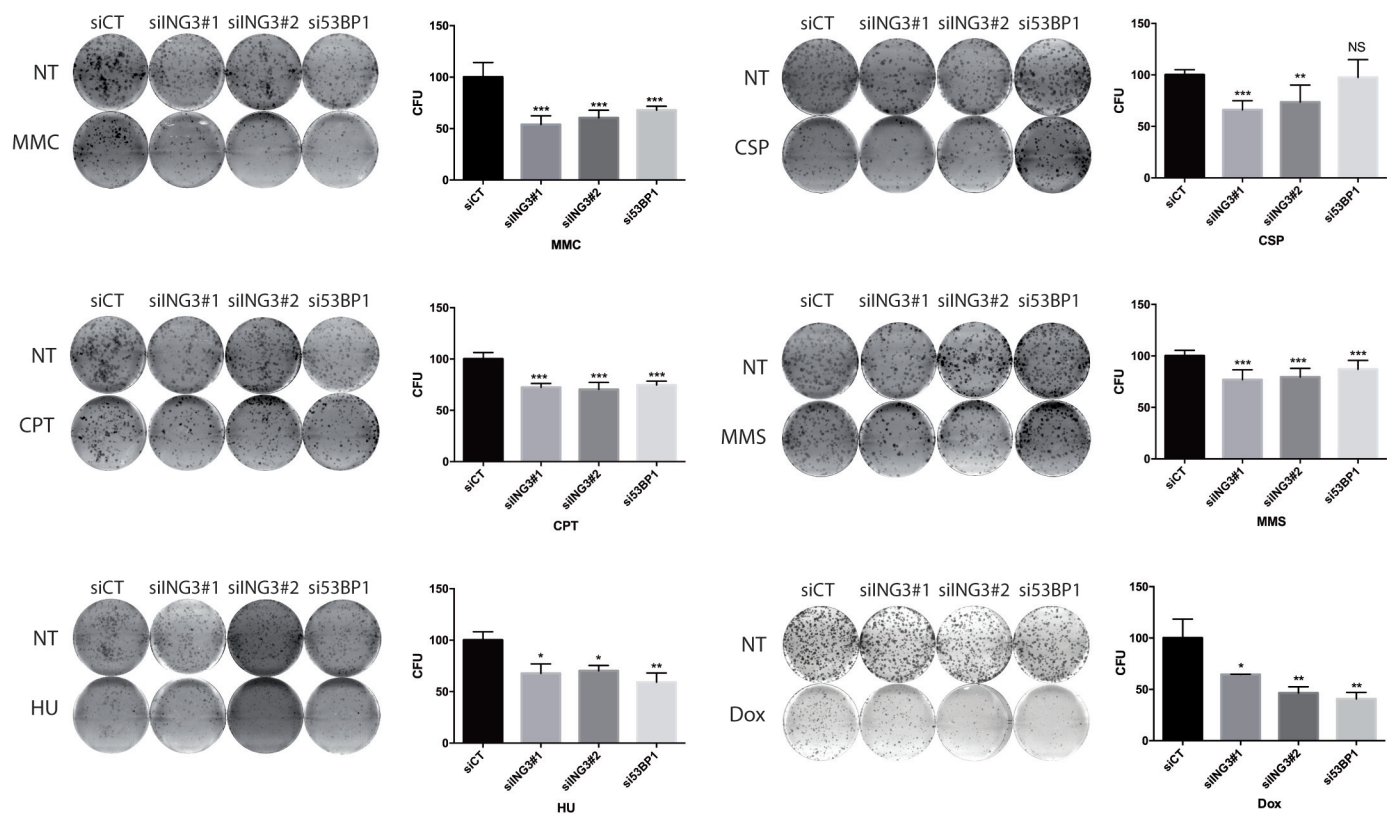 siCT siING3#1 siING3#2 si53BP1
NT
MMC
CFU
150
100
50
0
***
***
***
siCT
siING3#1
siING3#2
si53BP1
MMC
siCT siING3#1 siING3#2 si53BP1
NT
CSP
CFU
150
100
50
0
***
**
NS
siCT
siING3#1
siING3#2
si53BP1
CSP
siCT siING3#1 siING3#2 si53BP1
NT
CPT
CFU
150
100
50
0
***
***
***
siCT
siING3#1
siING3#2
si53BP1
CPT
siCT siING3#1 siING3#2 si53BP1
NT
MMS
CFU
150
100
50
0
***
***
***
siCT
siING3#1
siING3#2
si53BP1
MMS
siCT siING3#1 siING3#2 si53BP1
NT
HU
CFU
150
100
50
0
*
*
**
siCT
siING3#1
siING3#2
si53BP1
HU
siCT siING3#1 siING3#2 si53BP1
NT
Dox
CFU
150
100
50
0
*
**
**
siCT
siING3#1
siING3#2
si53BP1
Dox